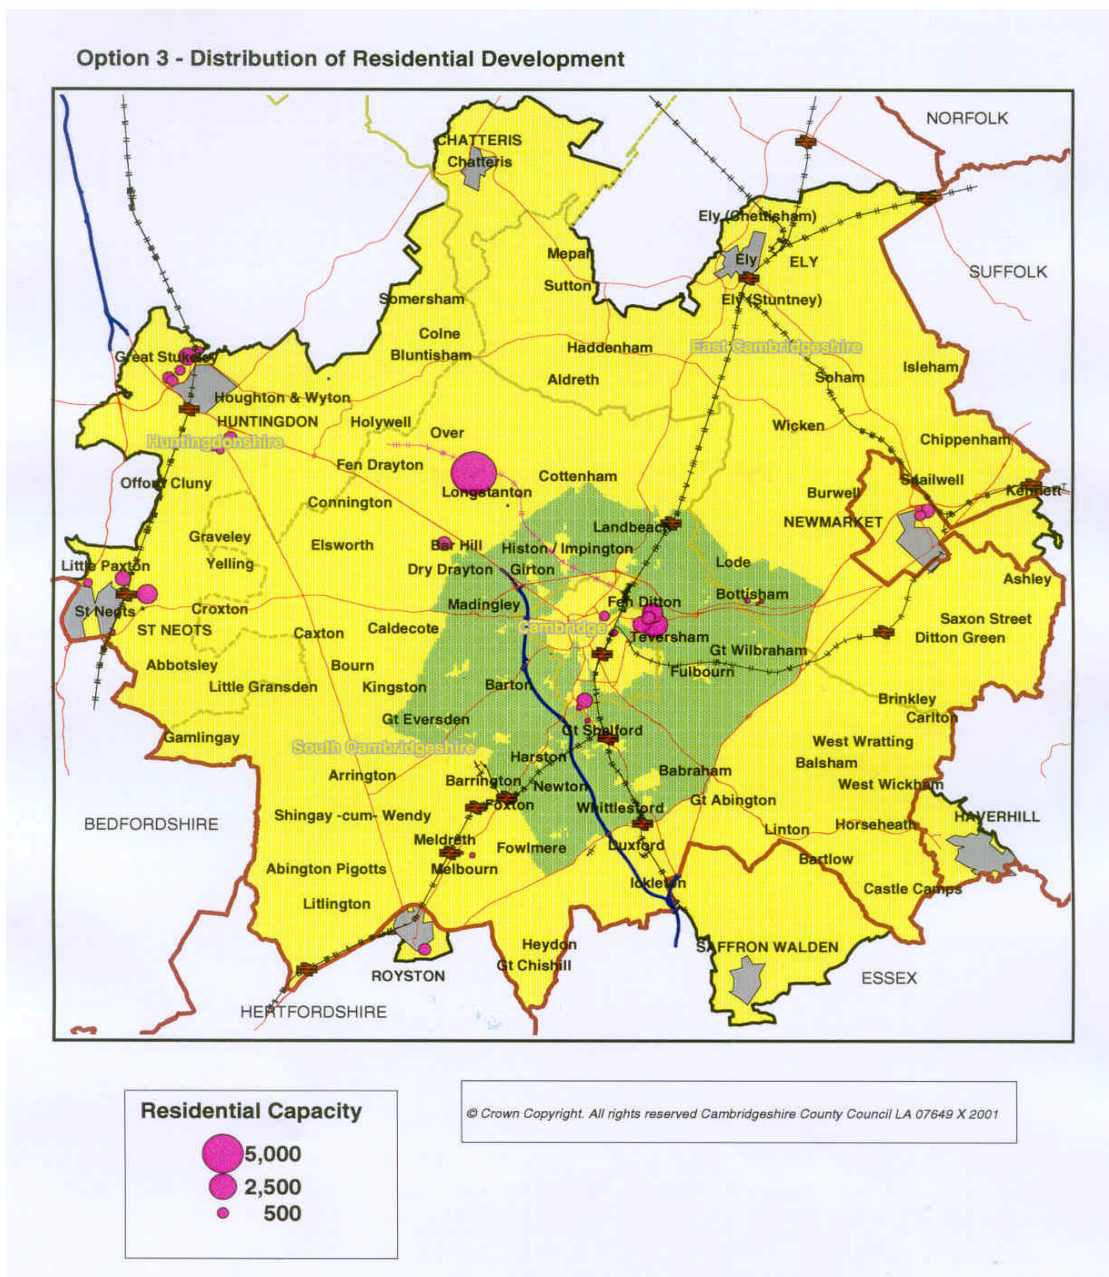 Option 3 - Distribution of Residential Development
NORFOLK
CHATTERIS
Chatteris
Ely (Chettisham)
Mepal
Ely
ELY
SUFFOLK
Sutton
Ely (Stuntney)
Somersham
Colne
Haddenham
East Cambridgeshire
Great Stukeley
Bluntisham
Isleham
Aldreth
Soham
Houghton & Wyton
HUNTINGDON
Holywell
Wicken
Over
Huntingdonshire
Chippenham
Fen Drayton
Cottenham
Offord Cluny
Snailwell
Longstanton
Burwell
Kennett
Connington
NEWMARKET
Landbeach
Graveley
Elsworth
Bar Hill
Histon / Impington
Little Paxton
Yelling
Dry Drayton
Girton
Lode
Ashley
Bottisham
St Neots
Croxton
Madingley
Fen Ditton
Saxon Street
ST NEOTS
Caxton
Caldecote
Cambridge
Teversham
Ditton Green
Gt Wilbraham
Abbotsley
Bourn
Fulbourn
Little Gransden
Kingston
Barton
Brinkley
Gt Eversden
Carlton
Gamlingay
Gt Shelford
West Wratting
South Cambridgeshire
Harston
Balsham
Arrington
Barrington
Newton
Babraham
West Wickham
Foxton
Whittlesford
Gt Abington
Shingay -cum- Wendy
HAVERHILL
BEDFORDSHIRE
Horseheath
Linton
Meldreth
Fowlmere
Duxford
Bartlow
Abington Pigotts
Melbourn
Ickleton
Castle Camps
Litlington
Heydon
SAFFRON WALDEN
Gt Chishill
ROYSTON
ESSEX
HERTFORDSHIRE
Residential Capacity
5,000
2,500
500
© Crown Copyright. All rights reserved Cambridgeshire County Council LA 07649 X 2001